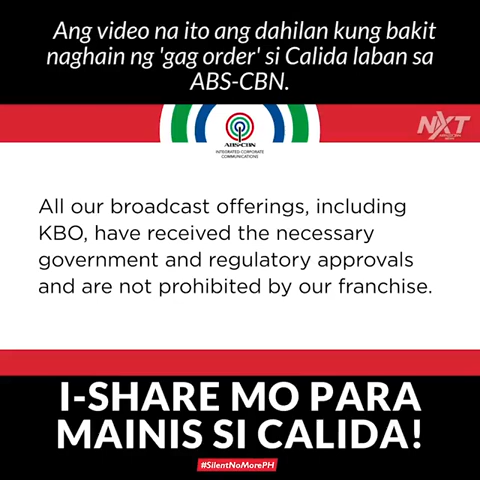 Ang video na ito ang dahilan kung bakit
naghain ng 'gag order' si Calida laban sa
ABS-CBN.
NXT
ABS-CBN
INTEGRATED CORPORATE
COMMUNICATIONS
All our broadcast offerings, including
KBO, have received the necessary
government and regulatory approvals
and are not prohibited by our franchise.
I-SHARE MO PARA
MAINIS SI CALIDA!
#SilentNoMorePH